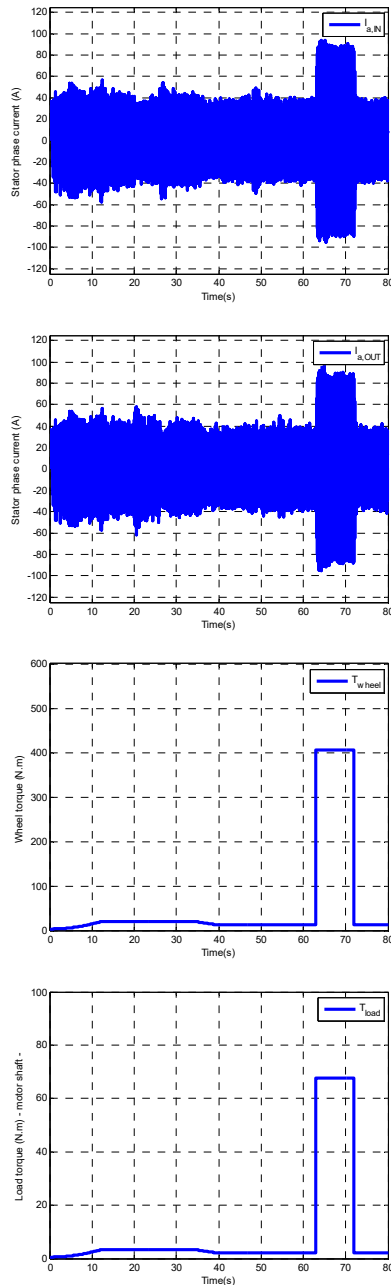 120
100
80
60
40
20
0
-20
-40
-60
-80
-100
-120
0 10 20 30 40 50 60 70 80
Time(s)
Stator phase current (A)
I a,IN
120
100
80
60
40
20
0
-20
-40
-60
-80
-100
-120
0 10 20 30 40 50 60 70 80
Time(s)
Stator phase current (A)
I a,OUT
600
500
400
300
200
100
0
0 10 20 30 40 50 60 70 80
Time(s)
Wheel torque (N.m)
T wheel
100
80
60
40
20
0
0 10 20 30 40 50 60 70 80
Time(s)
Load torque (N.m) - motor shaft -
T load